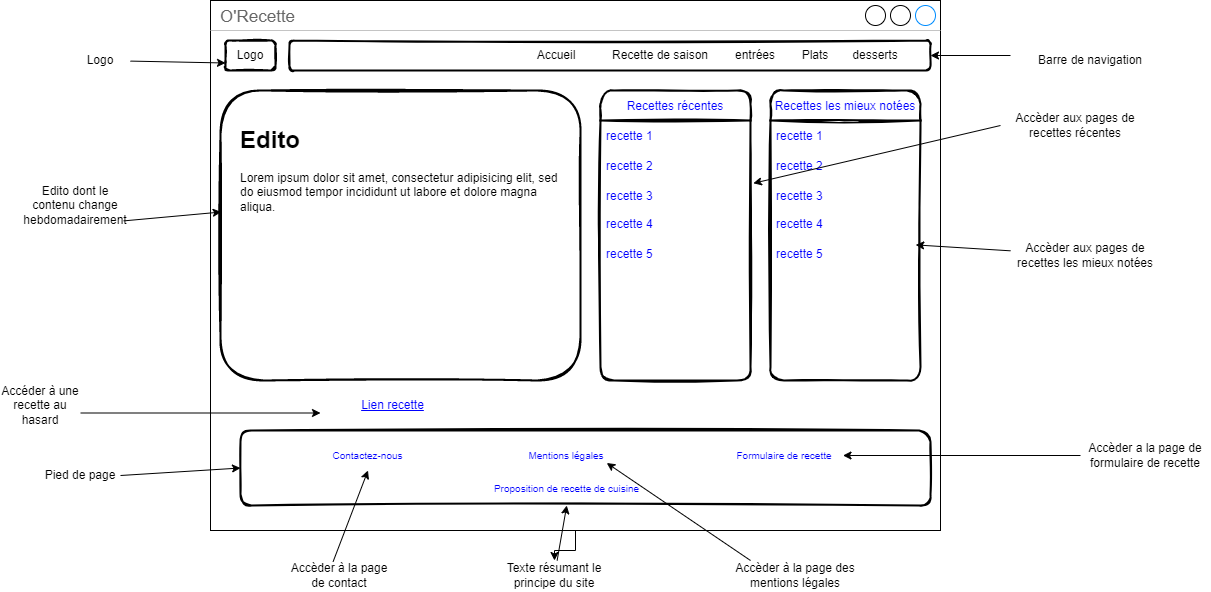 O'Recette
Logo
Logo
Accueil
Recette de saison
entrées
Plats
desserts
Barre de navigation
Edito
Lorem ipsum dolor sit amet, consectetur adipisicing elit, sed
do eiusmod tempor incididunt ut labore et dolore magna
aliqua.
Edito dont le
contenu change
hebdomadairement
Recettes récentes
recette 1
recette 2
recette 3
recette 4
recette 5
Recettes les mieux notées
recette 1
recette 2
recette 3
recette 4
recette 5
Accèder aux pages de
recettes récentes
Accèder aux pages de
recettes les mieux notées
Accéder à une
recette au
hasard
Lien recette
Pied de page
Contactez-nous
Mentions légales
Formulaire de recette
Proposition de recette de cuisine
Accèder a la page de
formulaire de recette
Accèder à la page
de contact
Texte résumant le
principe du site
Accèder à la page des
mentions légales